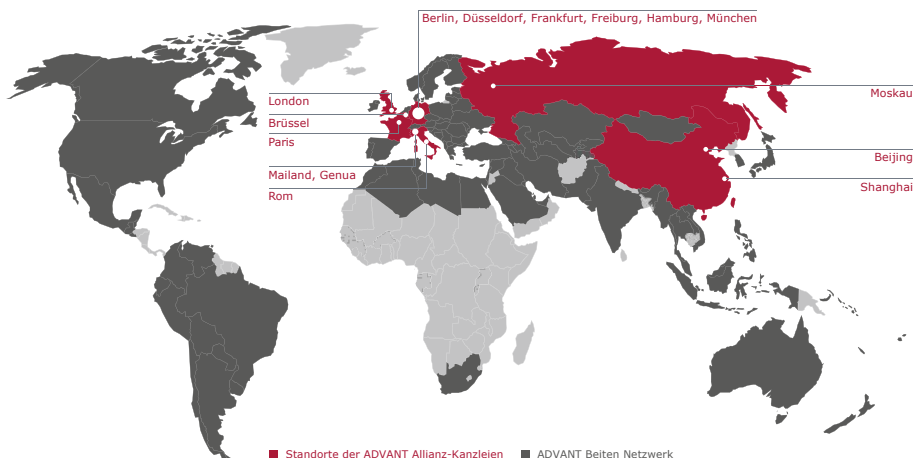 Berlin, Düsseldorf, Frankfurt, Freiburg, Hamburg, München
London
Brüssel
Paris
Mailand, Genua
Rom
Moskau
Beijing
Shanghai
Standorte der ADVANT Allianz-Kanzleien
ADVANT Beiten Netzwerk